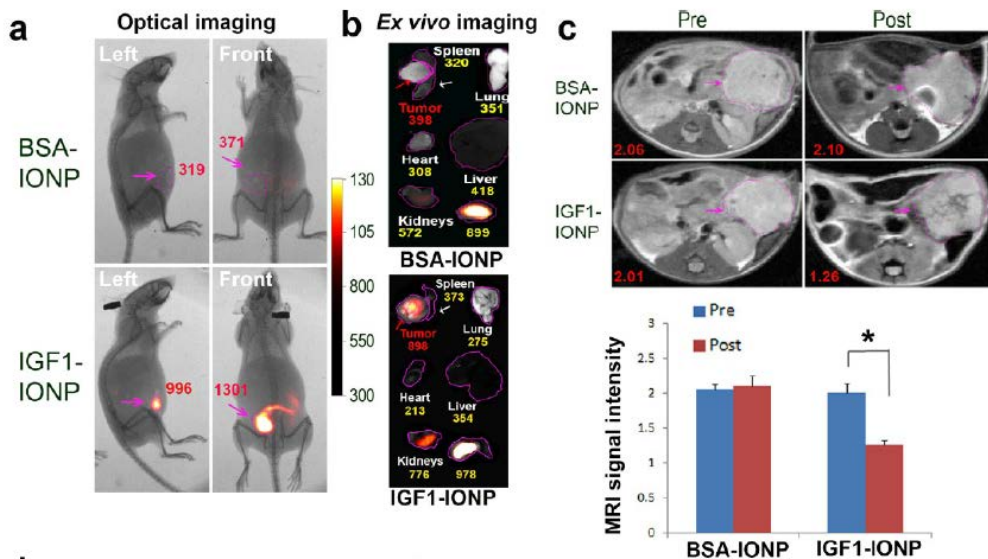 a
Optical imaging
Left
Front
BSA-
IONP
319
371
IGF1-
IONP
Left
Front
996
1301
130
105
850
700
550
300
b
Ex vivo imaging
Spleen
320
Tumor
398
Lung
351
Heart
308
Liver
418
Kidneys
572
899
BSA-IONP
Spleen
373
Tumor
898
Lung
275
Heart
213
Liver
354
Kidneys
776
978
IGF1-IONP
c
Pre
Post
BSA-
IONP
2.06
2.10
IGF1-
IONP
2.01
1.26
MRI signal intensity
3
2.5
2
1.5
1
0.5
0
Pre
Post
*
BSA-IONP
IGF1-IONP